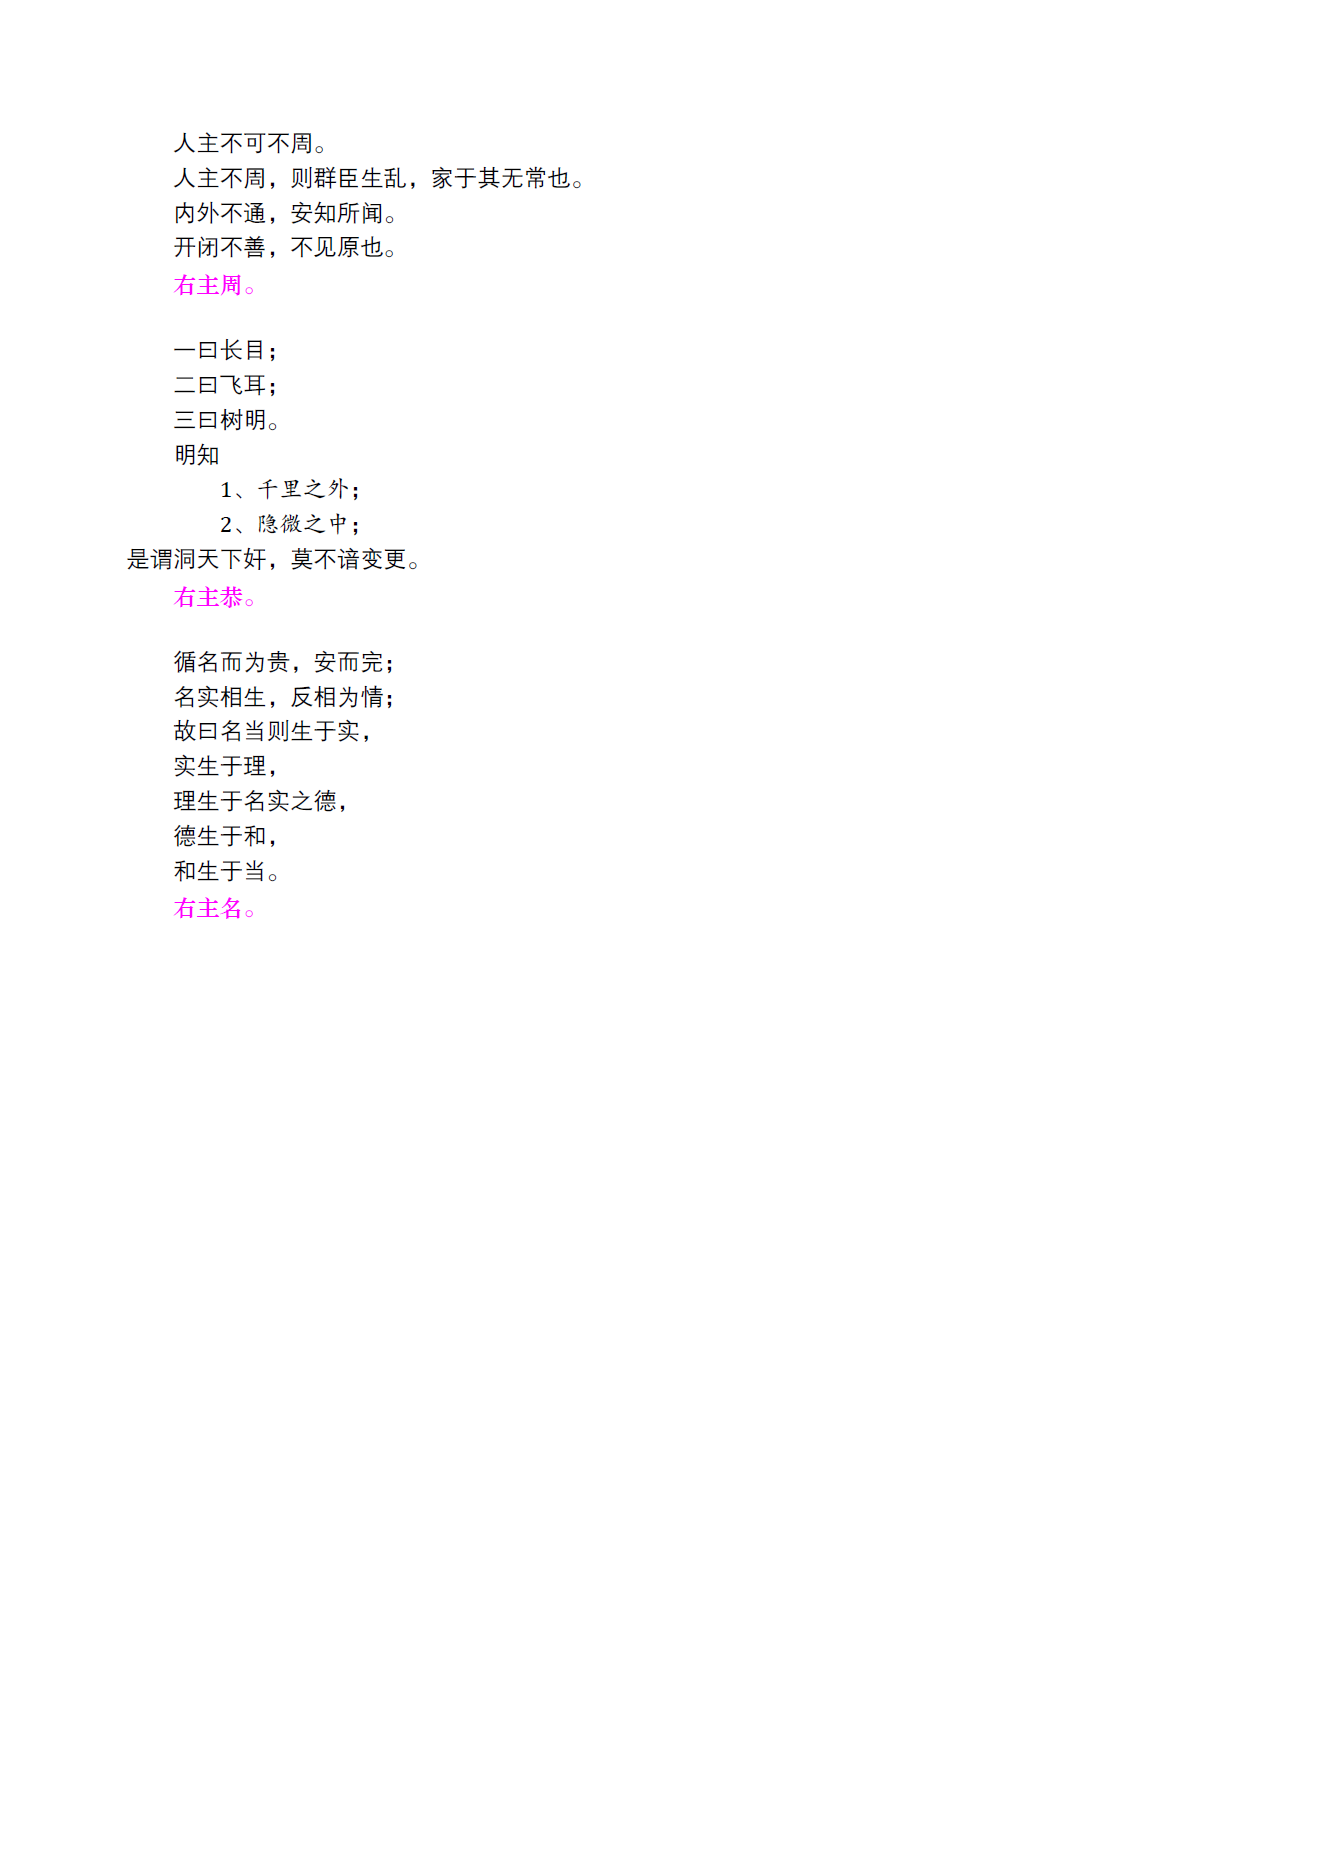 人主不可不周。
人主不周，则群臣生乱，家于其无常也。
内外不通，安知所闻。
开闭不善，不见原也。
右主周。
一曰长目；
二曰飞耳；
三曰树明。
明知
1、千里之外；
2、隐微之中；
是谓洞天下奸，莫不谙变更。
右主恭。
循名而为贵，安而完；
名实相生，反相为情；
故曰名当则生于实，
实生于理，
理生于名实之德，
德生于和，
和生于当。
右主名。